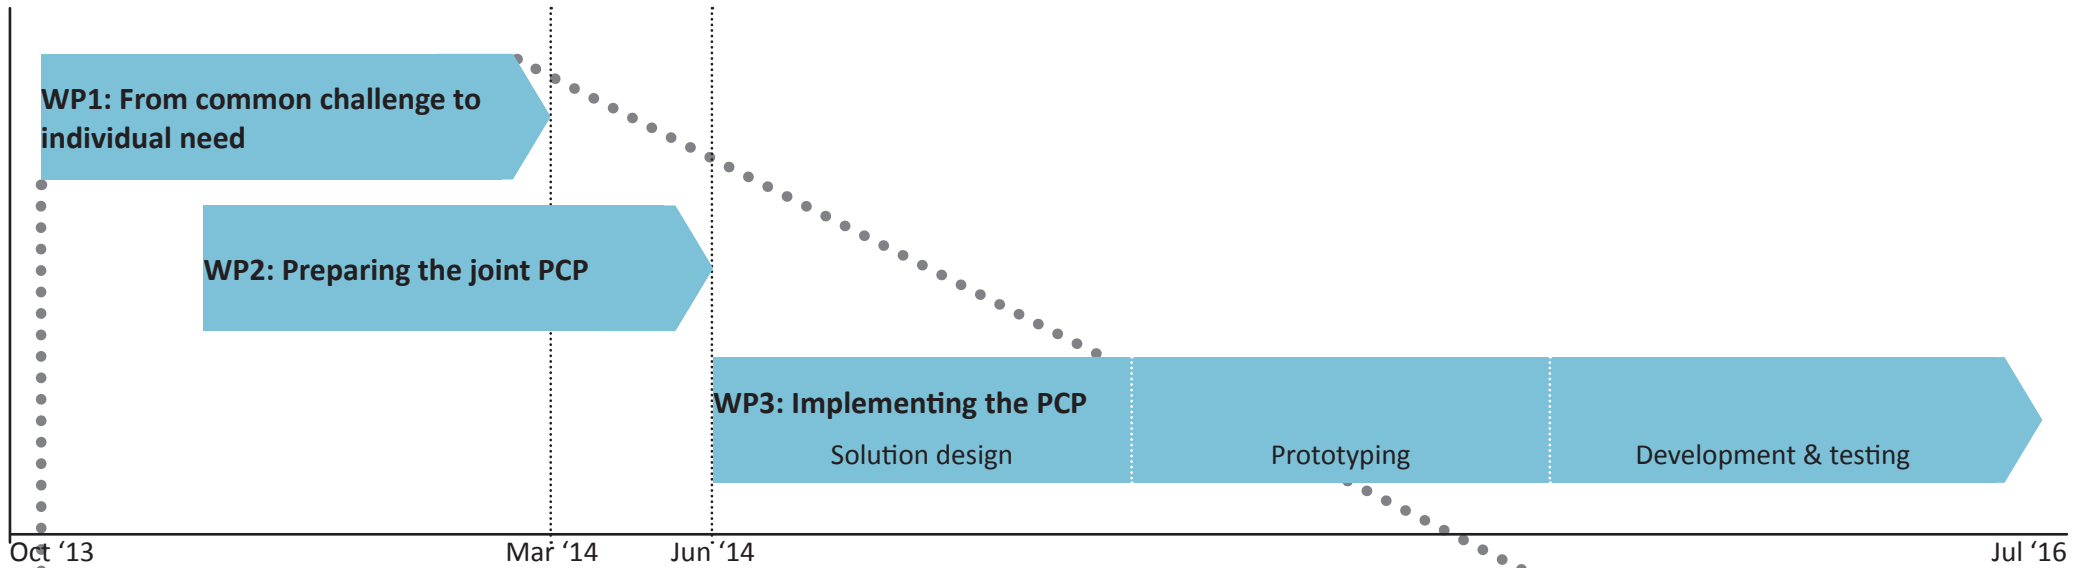 WP1: From common challenge to
individual need
WP2: Preparing the joint PCP
WP3: Implementing the PCP
Solution design
Prototyping
Development & testing
Oct ‘13
Mar ‘14
Jun ‘14
Jul ‘16